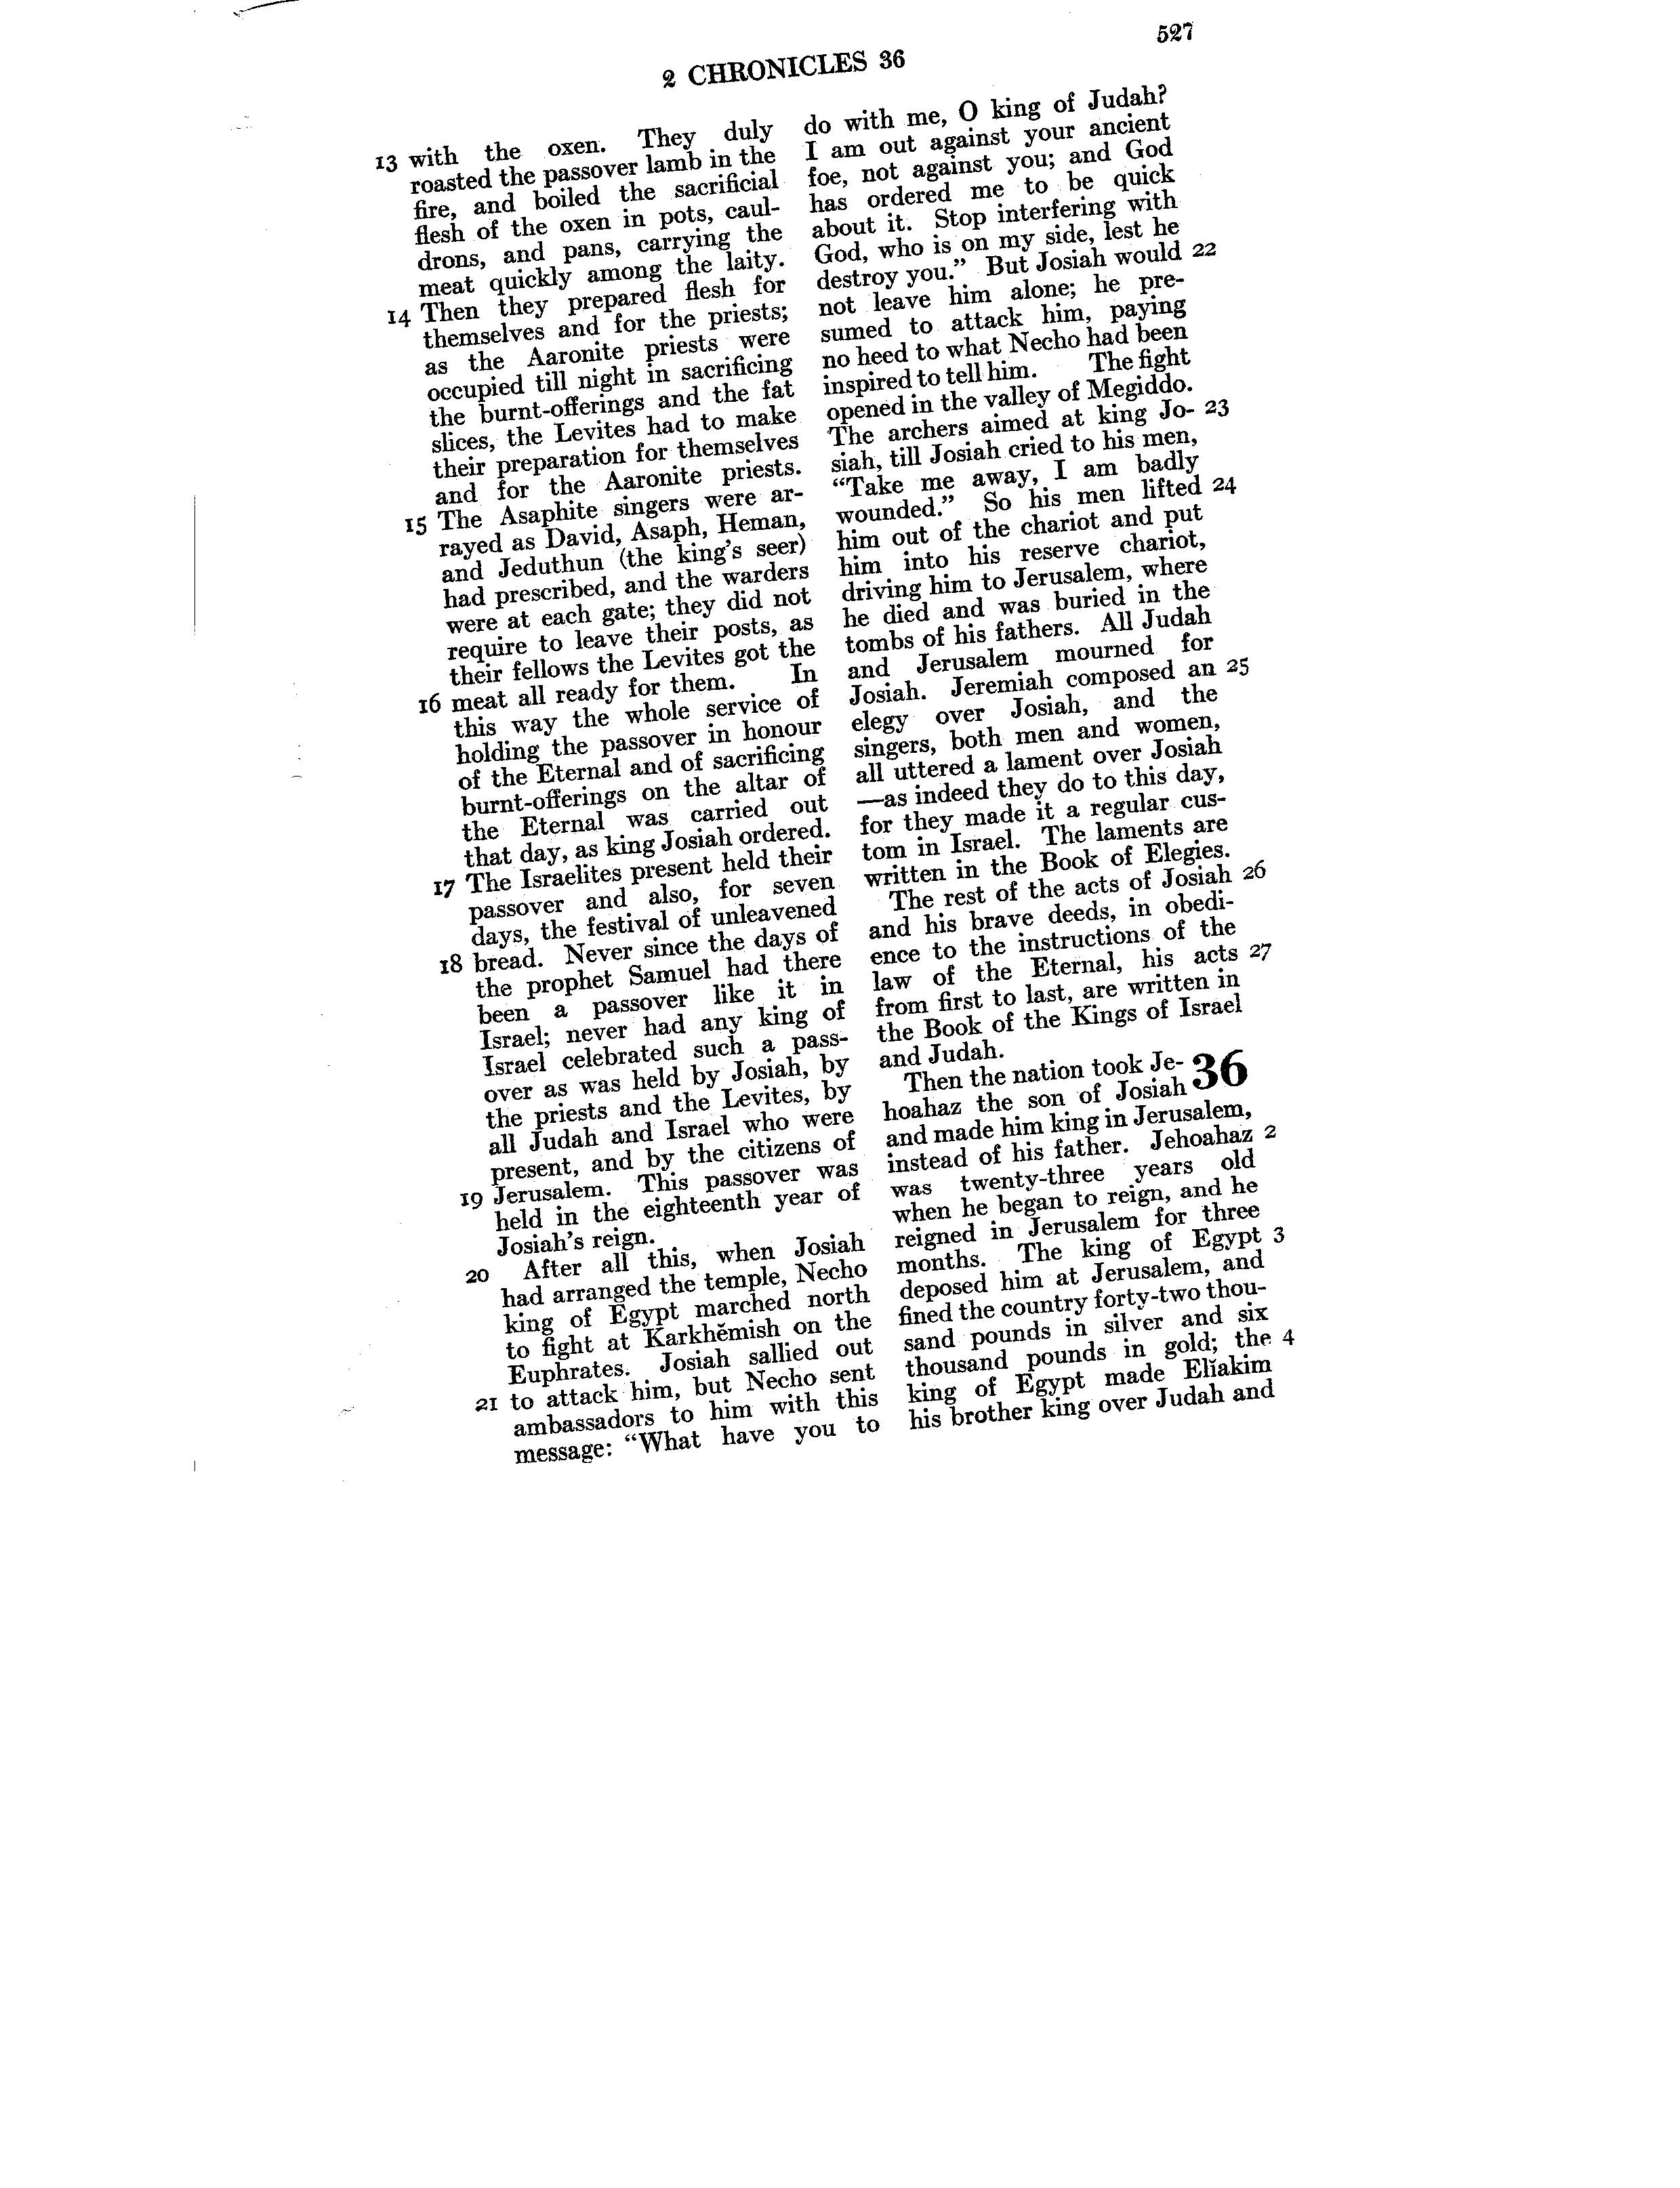 527
2 CHRONICLES 36
13 with the oxen. They duly
roasted the passover lamb in the
fire, and boiled the sacrificial
flesh of the oxen in pots, caul-
drons, and pans, carrying the
meat quickly among the laity.
14 Then they prepared flesh for
themselves and for the priests;
as the Aaronite priests were
occupied till night in sacrificing
the burnt-offerings and the fat
slices, the Levites had to make
their preparation for themselves
and for the Aaronite priests.
15 The Asaphite singers were ar-
rayed as David, Asaph, Heman,
and Jeduthun (the king's seer)
had prescribed, and the warders
were at each gate; they did not
require to leave their posts, as
their fellows the Levites got the
16 meat all ready for them. In
this way the whole service of
holding the passover in honour
of the Eternal and of sacrificing
burnt-offerings on the altar of
the Eternal was carried out
that day, as king Josiah ordered.
17 The Israelites present held their
passover and also, for seven
days, the festival of unleavened
18 bread. Never since the days of
the prophet Samuel had there
been a passover like it in
Israel; never had any king of
Israel celebrated such a pass-
over as was held by Josiah, by
the priests and the Levites, by
all Judah and Israel who were
present, and by the citizens of
19 Jerusalem. This passover was
held in the eighteenth year of
Josiah's reign.
20 After all this, when Josiah
had arranged the temple, Necho
king of Egypt marched north
to fight at Karkhĕmish on the
Euphrates. Josiah sallied out
21 to attack him, but Necho sent
ambassadors to him with this
message: “What have you to
do with me, O king of Judah?
I am out against your ancient
foe, not against you; and God
has ordered me to be quick
about it. Stop interfering with
God, who is on my side, lest he
destroy you.” But Josiah would 22
not leave him alone; he pre-
sumed to attack him, paying
no heed to what Necho had been
inspired to tell him. The fight
opened in the valley of Megiddo.
The archers aimed at king Jo- 23
siah, till Josiah cried to his men,
“Take me away, I am badly
wounded.” So his men lifted 24
him out of the chariot and put
him into his reserve chariot,
driving him to Jerusalem, where
he died and was buried in the
tombs of his fathers. All Judah
and Jerusalem mourned for
Josiah. Jeremiah composed an 25
elegy over Josiah, and the
singers, both men and women,
all uttered a lament over Josiah
—as indeed they do to this day,
for they made it a regular cus-
tom in Israel. The laments are
written in the Book of Elegies.
The rest of the acts of Josiah 26
and his brave deeds, in obedi-
ence to the instructions of the
law of the Eternal, his acts 27
from first to last, are written in
the Book of the Kings of Israel
and Judah.
Then the nation took Je- 36
hoahaz the son of Josiah
and made him king in Jerusalem,
instead of his father. Jehoahaz 2
was twenty-three years old
when he began to reign, and he
reigned in Jerusalem for three
months. The king of Egypt 3
deposed him at Jerusalem, and
fined the country forty-two thou-
sand pounds in silver and six
thousand pounds in gold; the 4
king of Egypt made Elĭakim
his brother king over Judah and